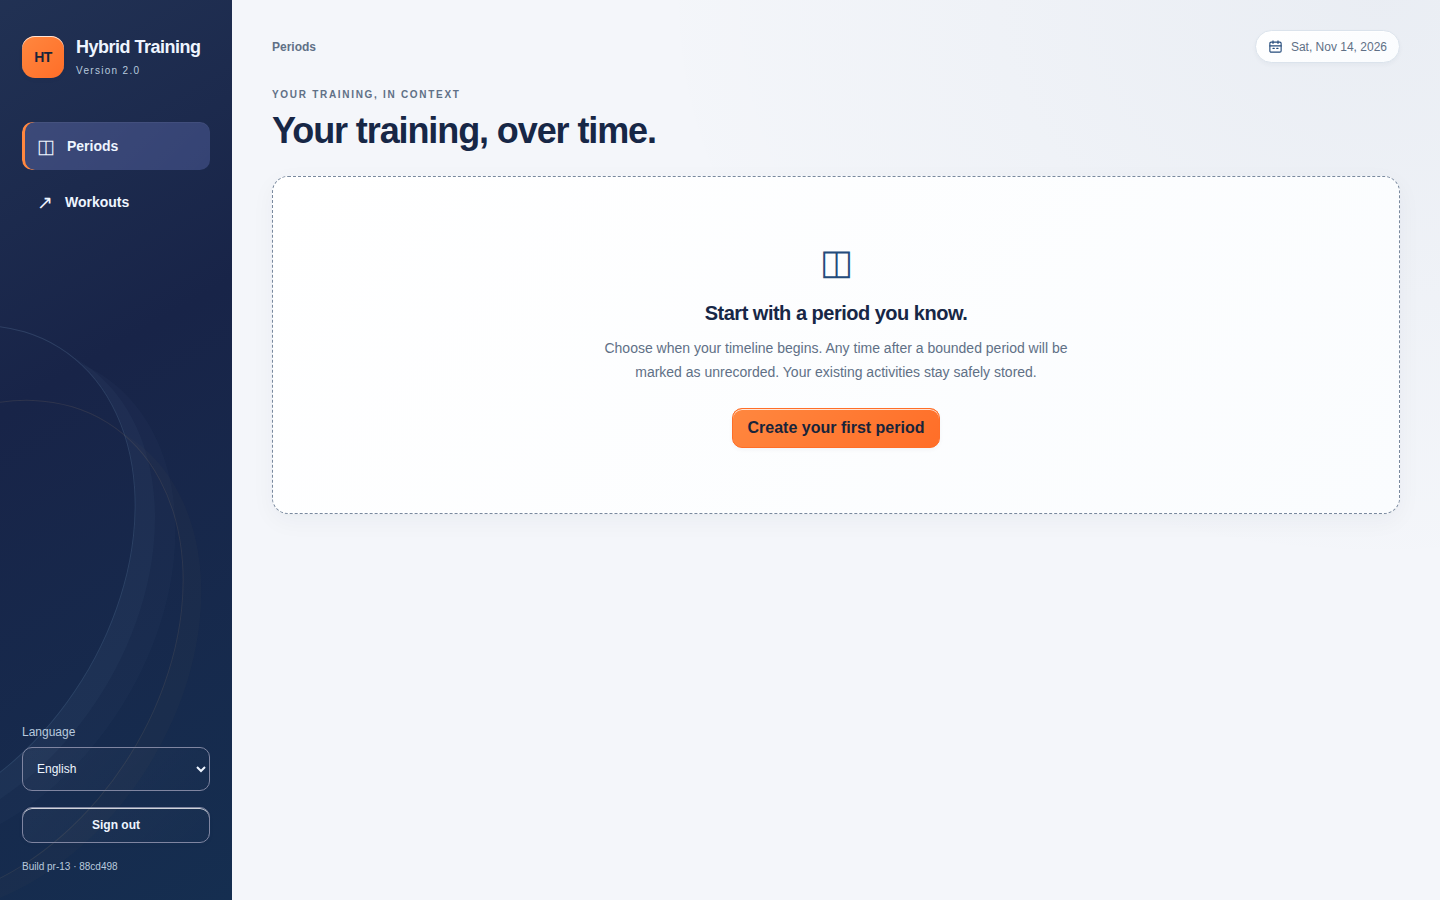 HT
Hybrid Training
Version 2.0
Periods
Workouts
Language
English
Sign out
Build pr-13 · 88cd498
Periods
Sat, Nov 14, 2026
YOUR TRAINING, IN CONTEXT
Your training, over time.
Start with a period you know.
Choose when your timeline begins. Any time after a bounded period will be
marked as unrecorded. Your existing activities stay safely stored.
Create your first period